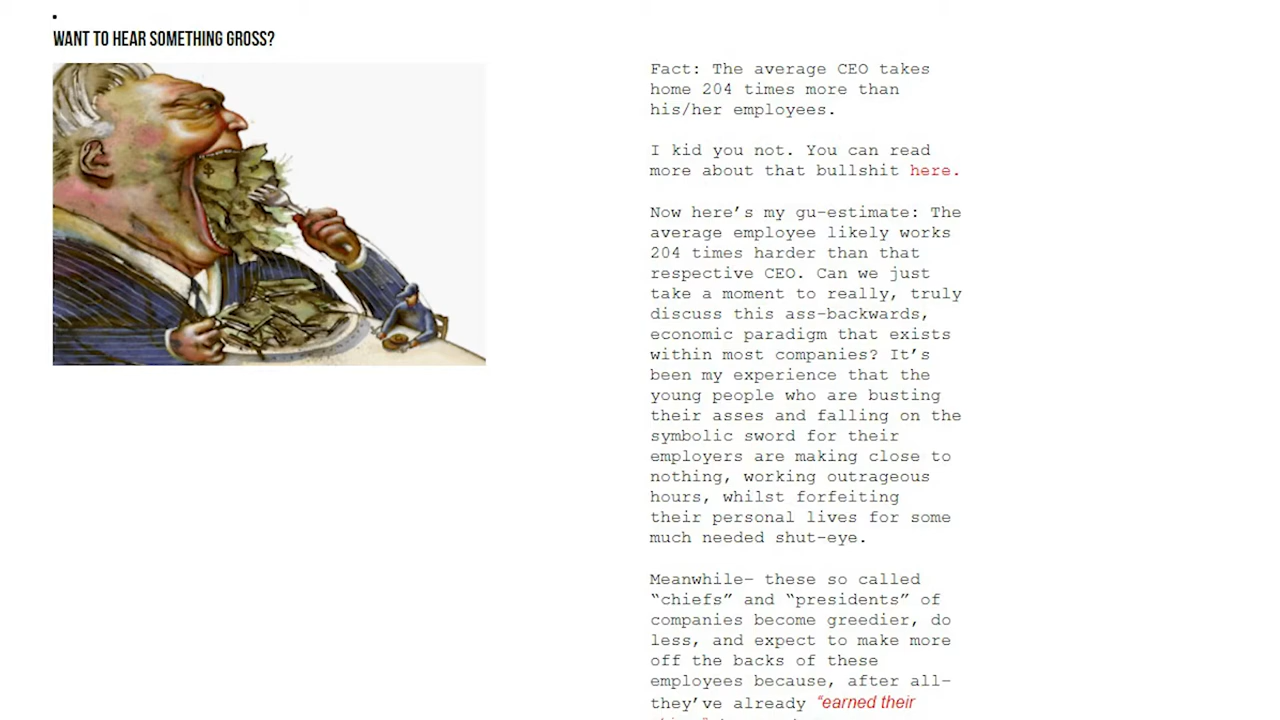 WANT TO HEAR SOMETHING GROSS?
Fact: The average CEO takes
home 204 times more than
his/her employees.
I kid you not. You can read
more about that bullshit here.
Now here's my gu-estimate: The
average employee likely works
204 times harder than that
respective CEO. Can we just
take a moment to really, truly
discuss this ass-backwards,
economic paradigm that exists
within most companies? It's
been my experience that the
young people who are busting
their asses and falling on the
symbolic sword for their
employers are making close to
nothing, working outrageous
hours, whilst forfeiting
their personal lives for some
much needed shut-eye.
Meanwhile- these so called
“chiefs” and “presidents” of
companies become greedier, do
less, and expect to make more
off the backs of these
employees because, after all-
they've already “earned their